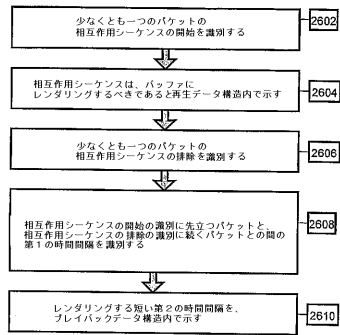 少なくとも一つのパケットの
相互作用シーケンスの開始を識別する
2602
相互作用シーケンスは、バッファに
レンダリングするべきであると再生データ構造内で示す
2604
少なくとも一つのパケットの
相互作用シーケンスの排除を識別する
2606
相互作用シーケンスの開始の識別に先立つパケットと、
相互作用シーケンスの排除の識別に続くパケットとの間の
第1の時間間隔を識別する
2608
レンダリングする短い第2の時間間隔を、
プレイバックデータ構造内で示す
2610